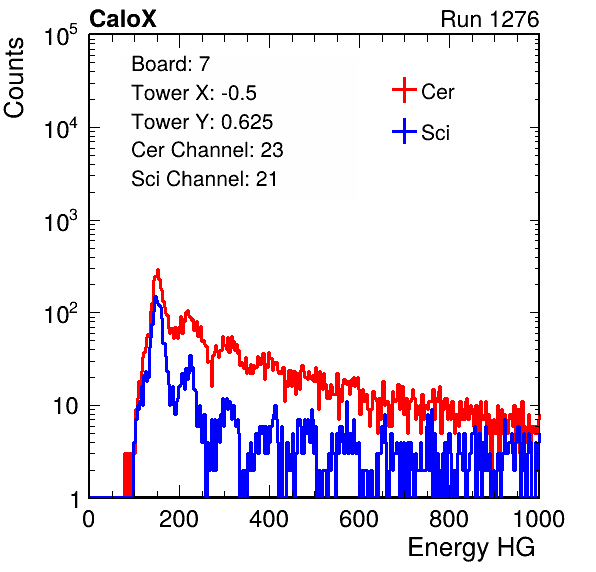 CaloX Run 1276
Counts
Board: 7
Tower X: -0.5
Tower Y: 0.625
Cer Channel: 23
Sci Channel: 21
Cer
Sci
10^5
10^4
10^3
10^2
10
1
0 200 400 600 800 1000
Energy HG